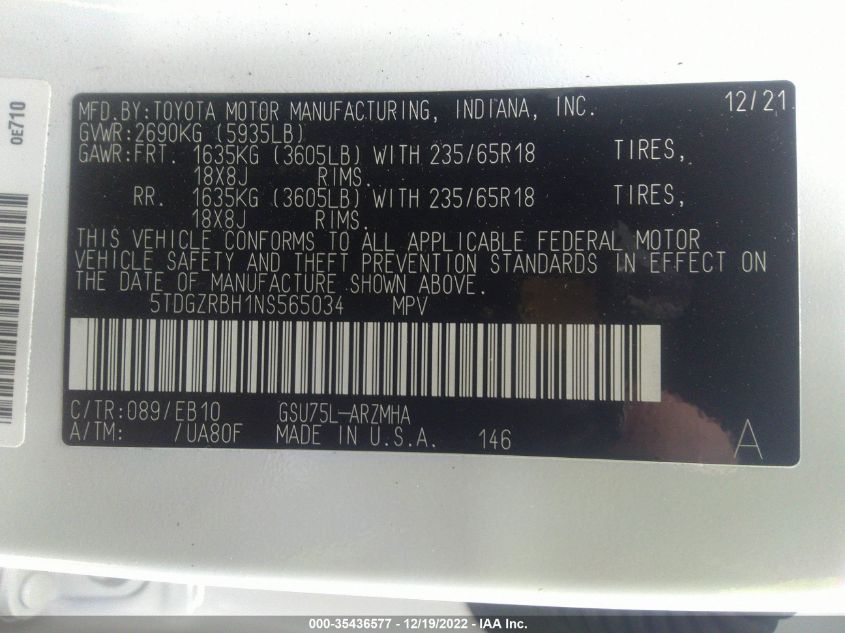 0E710
MFD.BY:TOYOTA MOTOR MANUFACTURING, INDIANA, INC. 12/21
GVWR:2690KG (5935LB)
GAWR:FRT. 1635KG (3605LB) WITH 235/65R18 TIRES,
18X8J RIMS.
RR. 1635KG (3605LB) WITH 235/65R18 TIRES,
18X8J RIMS.
THIS VEHICLE CONFORMS TO ALL APPLICABLE FEDERAL MOTOR
VEHICLE SAFETY AND THEFT PREVENTION STANDARDS IN EFFECT ON
THE DATE OF MANUFACTURE SHOWN ABOVE.
5TDGZRBH1NS565034 MPV
C/TR:089/EB10 GSU75L-ARZMHA
A/TM: /UA80F MADE IN U.S.A. 146 A
000-35436577 - 12/19/2022 - IAA Inc.